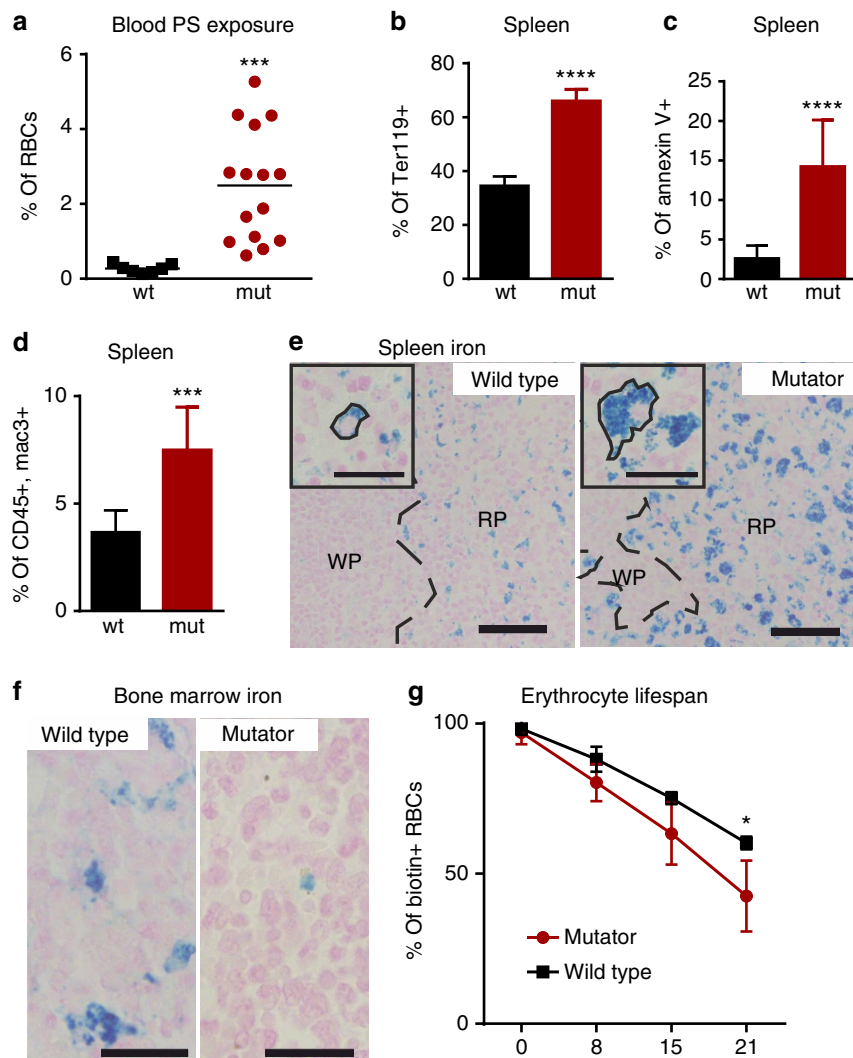 a
Blood PS exposure
% Of RBCs
6
4
2
0
***
wt
mut
b
Spleen
% Of Ter119+
80
60
40
20
0
****
wt
mut
c
Spleen
% Of annexin V+
25
20
15
10
5
0
****
wt
mut
d
Spleen
% Of CD45+, mac3+
10
5
0
***
wt
mut
e
Spleen iron
Wild type
WP
RP
Mutator
WP
RP
f
Bone marrow iron
Wild type
Mutator
g
Erythrocyte lifespan
% Of biotin+ RBCs
100
50
0
*
Mutator
Wild type
0
8
15
21